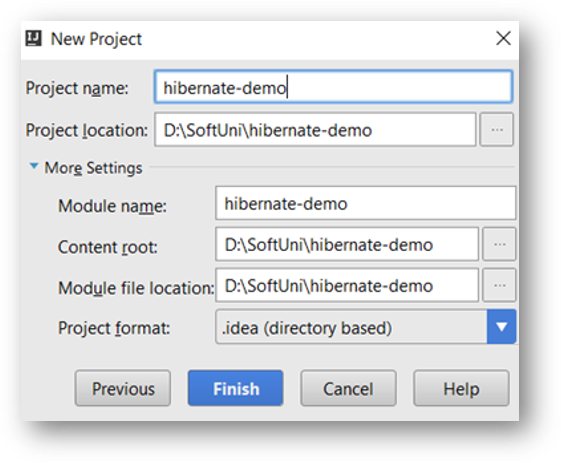 New Project
Project name: hibernate-demo
Project location: D:\SoftUni\hibernate-demo ...
More Settings
Module name: hibernate-demo
Content root: D:\SoftUni\hibernate-demo ...
Module file location: D:\SoftUni\hibernate-demo ...
Project format: .idea (directory based)
Previous Finish Cancel Help